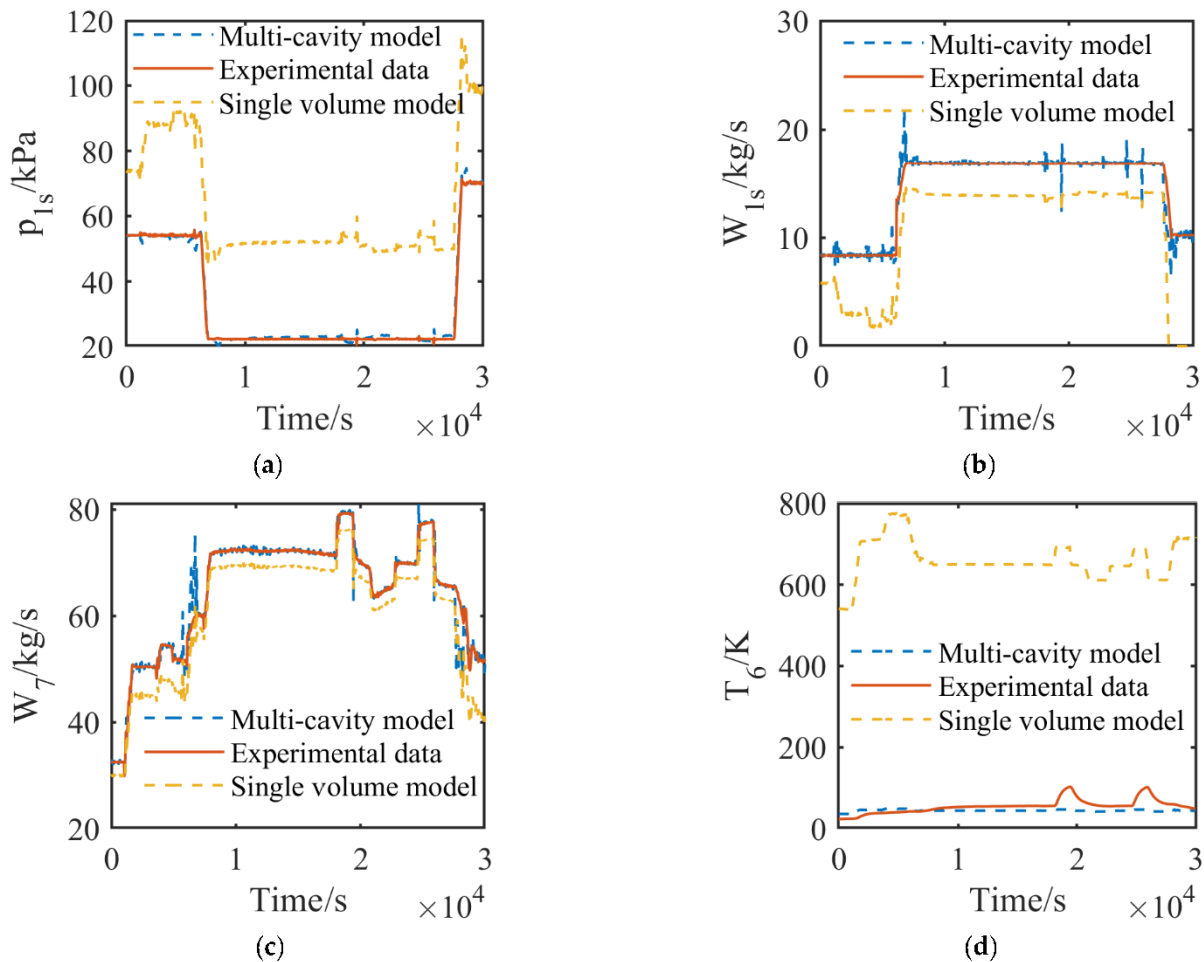 120
100
80
60
40
20
p1s/kPa
Multi-cavity model
Experimental data
Single volume model
0
1
2
3
Time/s
×10^4
(a)
30
20
10
0
W1s/kg/s
Multi-cavity model
Experimental data
Single volume model
0
1
2
3
Time/s
×10^4
(b)
80
60
40
20
W7/kg/s
Multi-cavity model
Experimental data
Single volume model
0
1
2
3
Time/s
×10^4
(c)
800
600
400
200
0
T6/K
Multi-cavity model
Experimental data
Single volume model
0
1
2
3
Time/s
×10^4
(d)